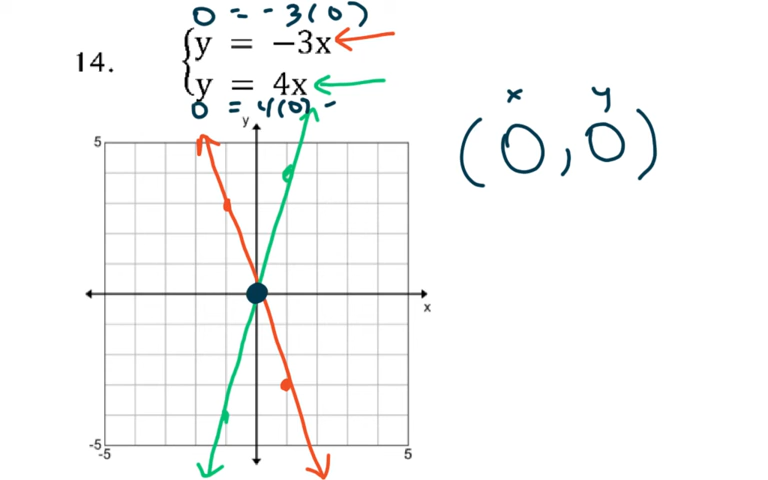 0 = -3(0)
14. y = −3x
y = 4x
0 = 4(0)
x y
(0,0)
y
5
x
-5
-5 5